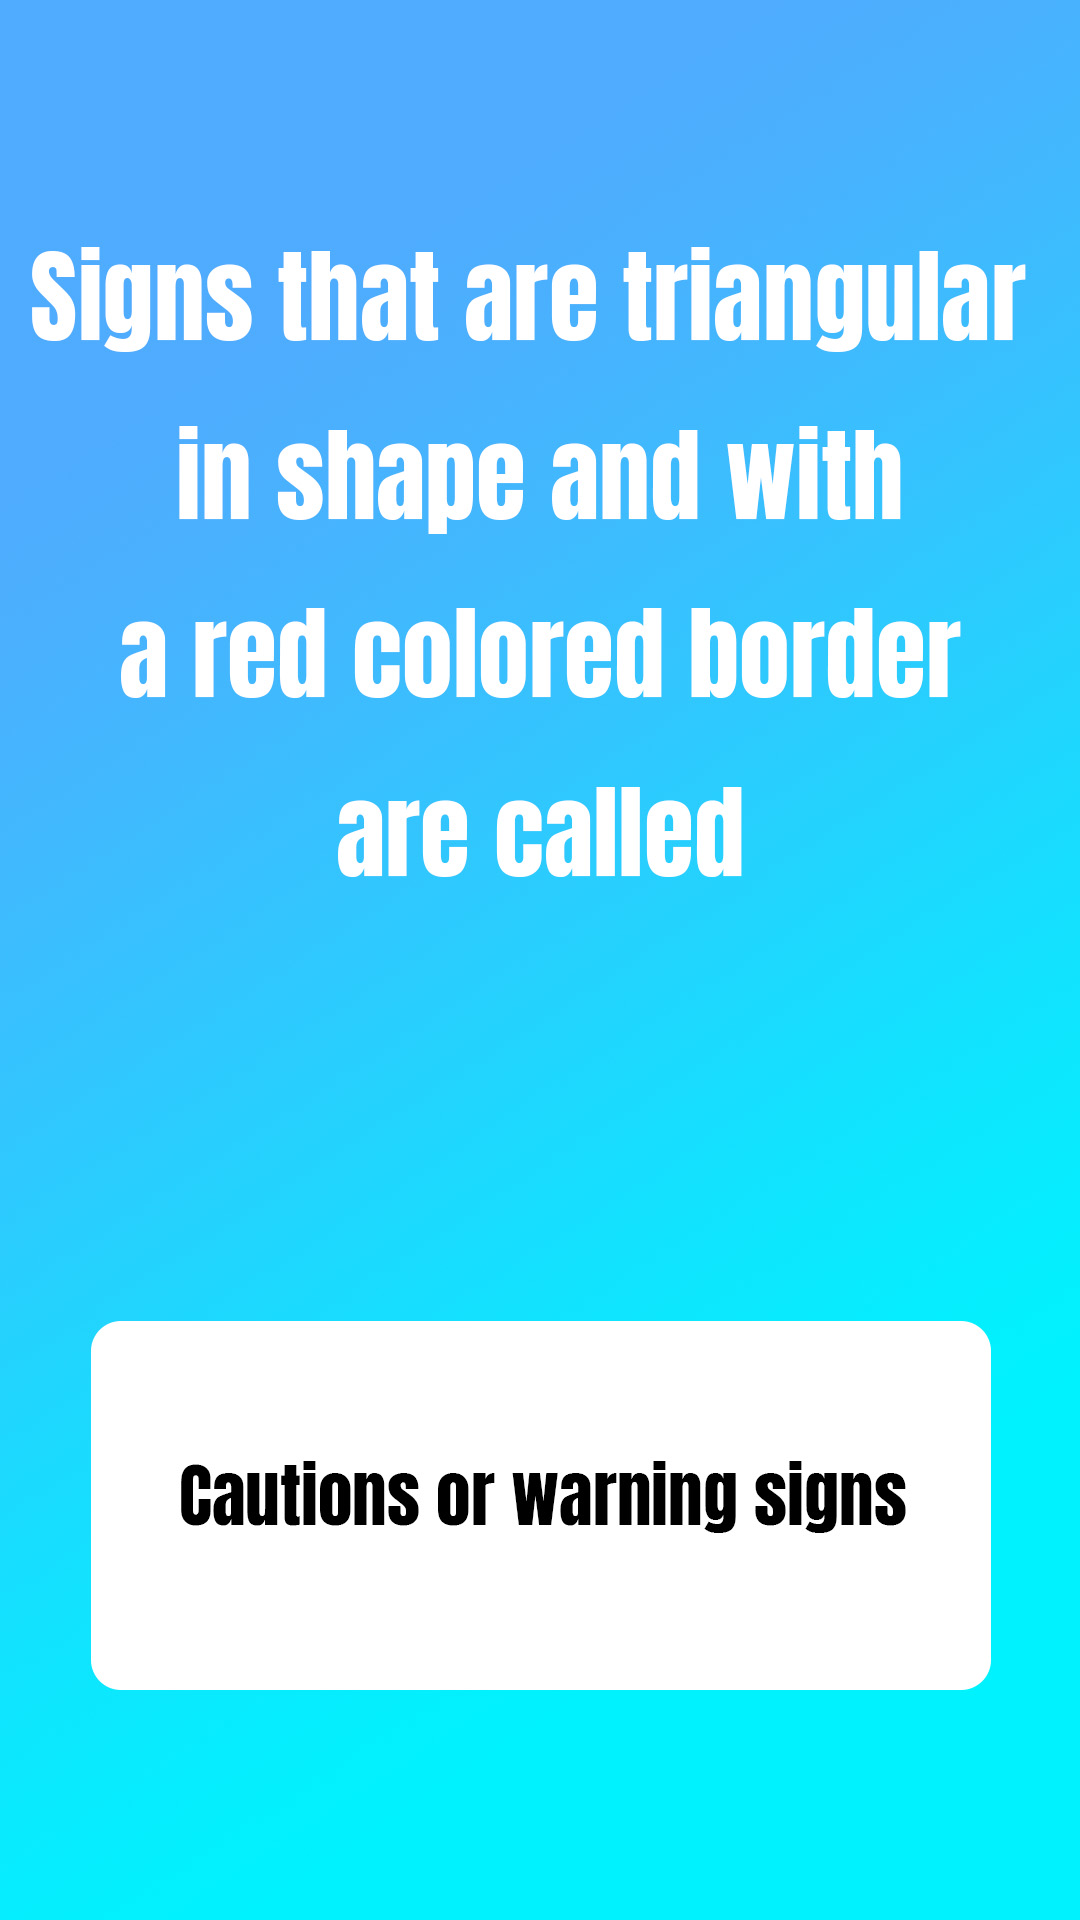 Signs that are triangular
in shape and with
a red colored border
are called
Cautions or warning signs